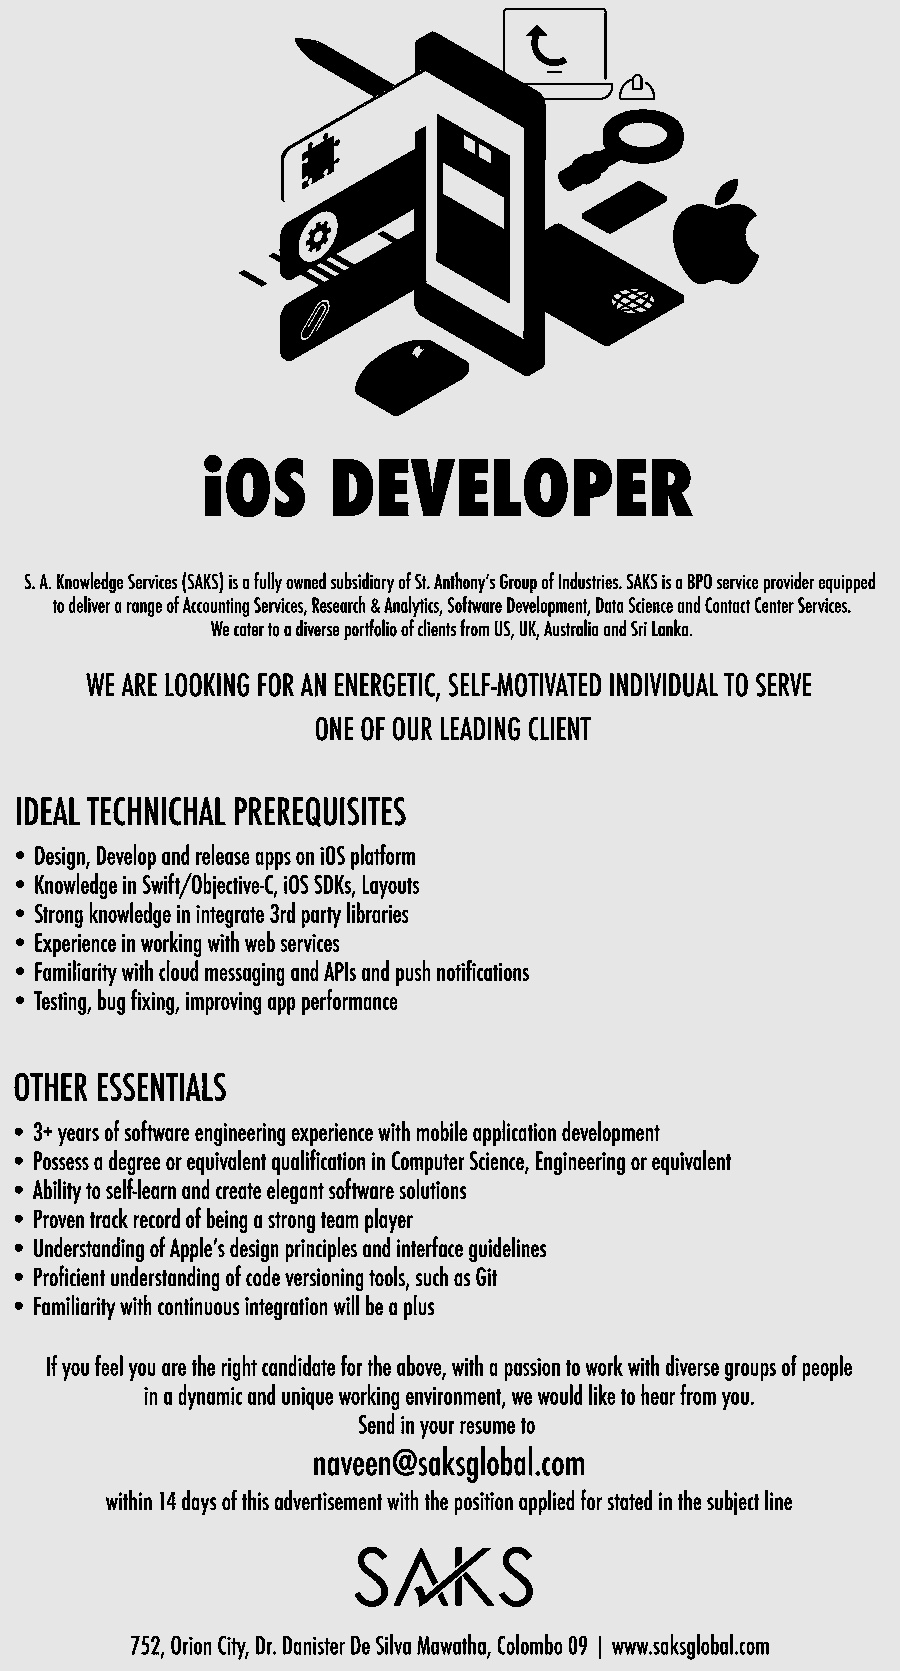 iOS DEVELOPER
S. A. Knowledge Services (SAKS) is a fully owned subsidiary of St. Anthony's Group of Industries. SAKS is a BPO service provider equipped
to deliver a range of Accounting Services, Research & Analytics, Software Development, Data Science and Contact Center Services.
We cater to a diverse portfolio of clients from US, UK, Australia and Sri Lanka.
WE ARE LOOKING FOR AN ENERGETIC, SELF-MOTIVATED INDIVIDUAL TO SERVE
ONE OF OUR LEADING CLIENT
IDEAL TECHNICHAL PREREQUISITES
• Design, Develop and release apps on iOS platform
• Knowledge in Swift/Objective-C, iOS SDKs, Layouts
• Strong knowledge in integrate 3rd party libraries
• Experience in working with web services
• Familiarity with cloud messaging and APIs and push notifications
• Testing, bug fixing, improving app performance
OTHER ESSENTIALS
• 3+ years of software engineering experience with mobile application development
• Possess a degree or equivalent qualification in Computer Science, Engineering or equivalent
• Ability to self-learn and create elegant software solutions
• Proven track record of being a strong team player
• Understanding of Apple's design principles and interface guidelines
• Proficient understanding of code versioning tools, such as Git
• Familiarity with continuous integration will be a plus
If you feel you are the right candidate for the above, with a passion to work with diverse groups of people
in a dynamic and unique working environment, we would like to hear from you.
Send in your resume to
naveen@saksglobal.com
within 14 days of this advertisement with the position applied for stated in the subject line
SAKS
752, Orion City, Dr. Danister De Silva Mawatha, Colombo 09 | www.saksglobal.com